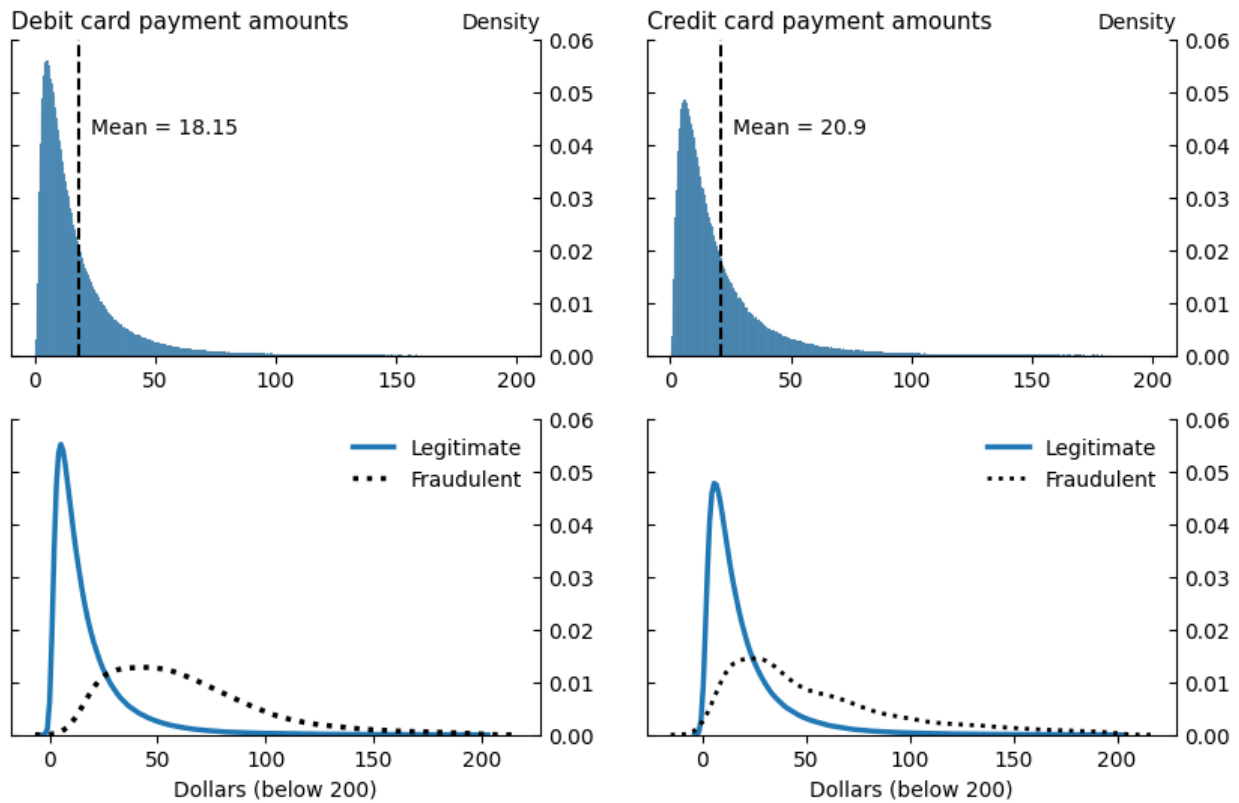 Debit card payment amounts
Density
0.06
0.05
Mean = 18.15
0.04
0.03
0.02
0.01
0.00
0 50 100 150 200
Credit card payment amounts
Density
0.06
0.05
Mean = 20.9
0.04
0.03
0.02
0.01
0.00
0 50 100 150 200
0.06
Legitimate
0.05
Fraudulent
0.04
0.03
0.02
0.01
0.00
0 50 100 150 200
Dollars (below 200)
0.06
Legitimate
0.05
Fraudulent
0.04
0.03
0.02
0.01
0.00
0 50 100 150 200
Dollars (below 200)